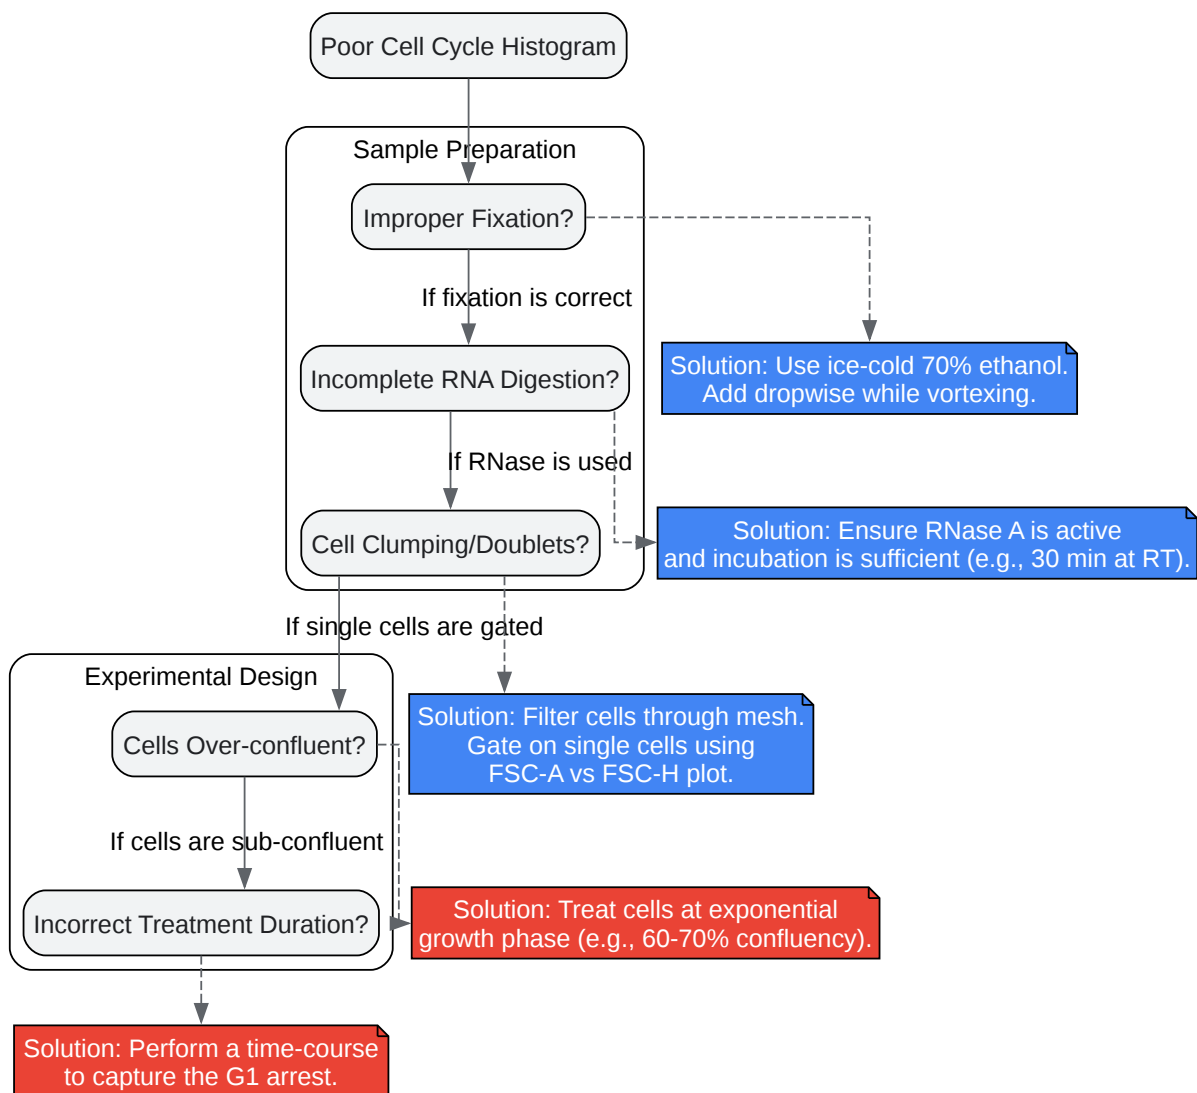 Poor Cell Cycle Histogram
Sample Preparation
Improper Fixation?
If fixation is correct
Incomplete RNA Digestion?
Solution: Use ice-cold 70% ethanol.
Add dropwise while vortexing.
If RNase is used
Cell Clumping/Doublets?
Solution: Ensure RNase A is active
and incubation is sufficient (e.g., 30 min at RT).
If single cells are gated
Experimental Design
Cells Over-confluent?
Solution: Filter cells through mesh.
Gate on single cells using
FSC-A vs FSC-H plot.
If cells are sub-confluent
Incorrect Treatment Duration?
Solution: Treat cells at exponential
growth phase (e.g., 60-70% confluency).
Solution: Perform a time-course
to capture the G1 arrest.